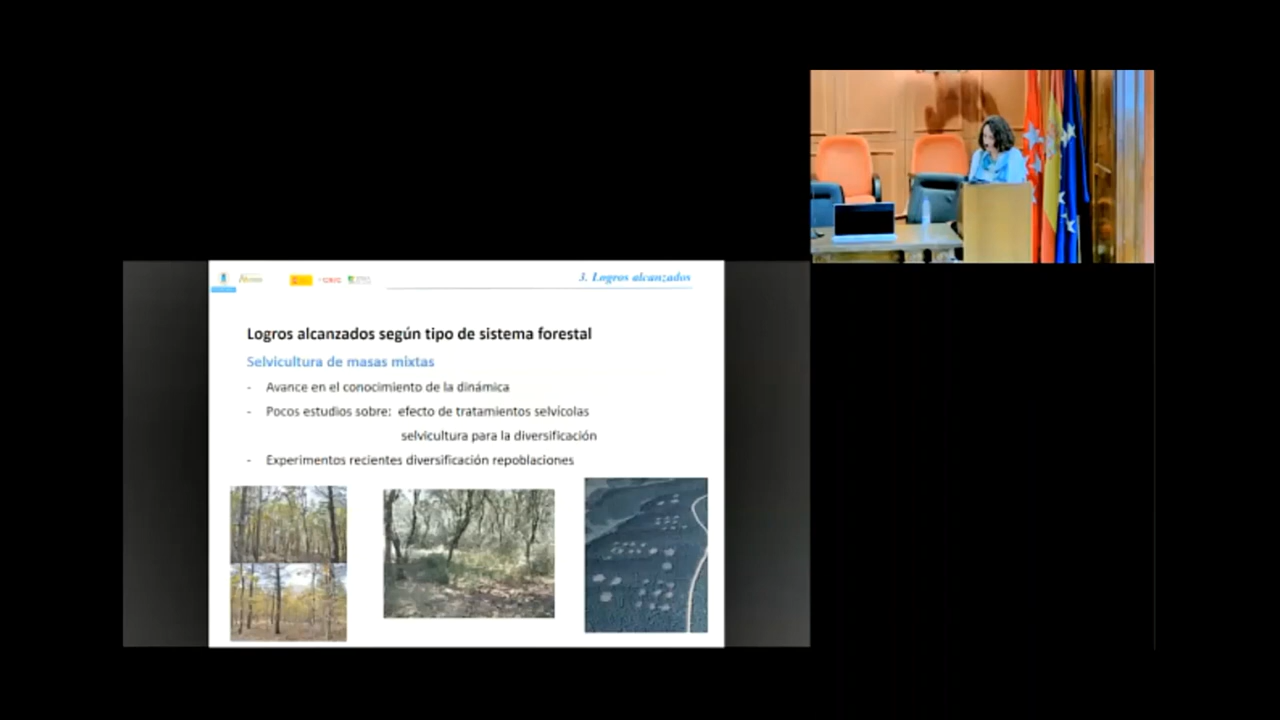 3. Logros alcanzados
Logros alcanzados según tipo de sistema forestal
Selvicultura de masas mixtas
- Avance en el conocimiento de la dinámica
- Pocos estudios sobre: efecto de tratamientos selvícolas
selvicultura para la diversificación
- Experimentos recientes diversificación repoblaciones